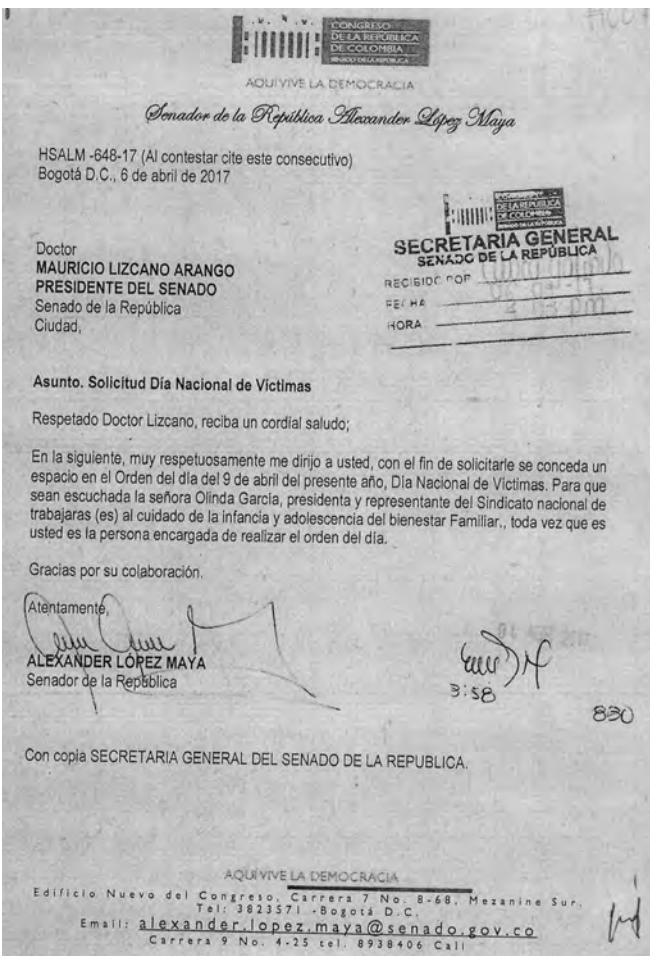 CONGRESO
DE LA REPÚBLICA
DE COLOMBIA
AQUÍ VIVE LA DEMOCRACIA
Senador de la República Alexander López Maya
HSALM -648-17 (Al contestar cite este consecutivo)
Bogotá D.C., 6 de abril de 2017
SECRETARIA GENERAL
SENADO DE LA REPÚBLICA
RECIBIDO POR
FECHA
HORA
Doctor
MAURICIO LIZCANO ARANGO
PRESIDENTE DEL SENADO
Senado de la República
Ciudad,
Asunto. Solicitud Día Nacional de Victimas
Respetado Doctor Lizcano, reciba un cordial saludo;
En la siguiente, muy respetuosamente me dirijo a usted, con el fin de solicitarle se conceda un
espacio en el Orden del día del 9 de abril del presente año, Día Nacional de Victimas. Para que
sean escuchada la señora Olinda Garcia, presidenta y representante del Sindicato nacional de
trabajaras (es) al cuidado de la infancia y adolescencia del bienestar Familiar., toda vez que es
usted es la persona encargada de realizar el orden del día.
Gracias por su colaboración.
Atentamente,
ALEXANDER LÓPEZ MAYA
Senador de la República
3:58
830
Con copia SECRETARIA GENERAL DEL SENADO DE LA REPUBLICA.
AQUÍ VIVE LA DEMOCRACIA
Edificio Nuevo del Congreso, Carrera 7 No. 8-68, Mezanine Sur.
Tel: 3823571 -Bogotá D.C.
Email: alexander.lopez.maya@senado.gov.co
Carrera 9 No. 4-25 tel. 8938406 Cali